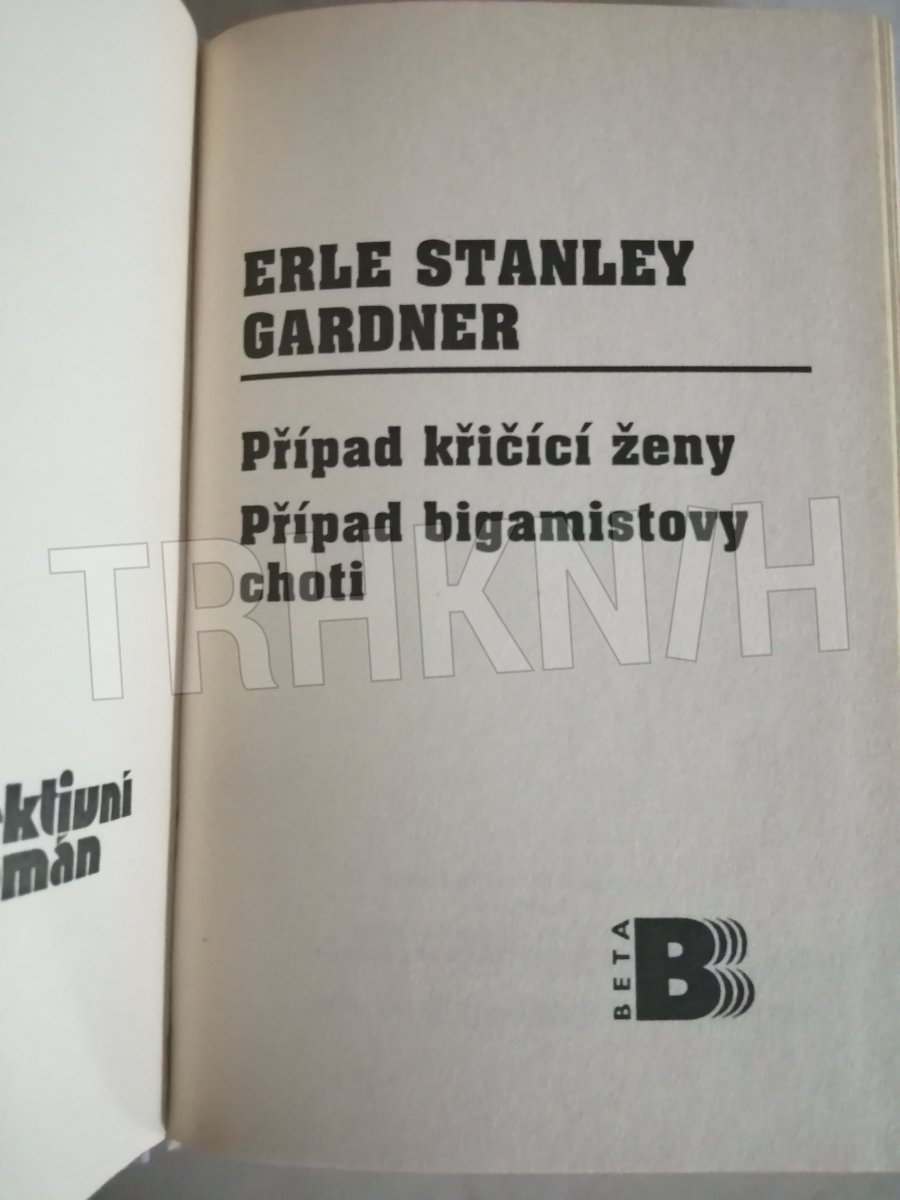 ERLE STANLEY
GARDNER
Případ křičící ženy
Případ bigamistovy
choti
TRHKNIH
ktivní
mán
BETA
B